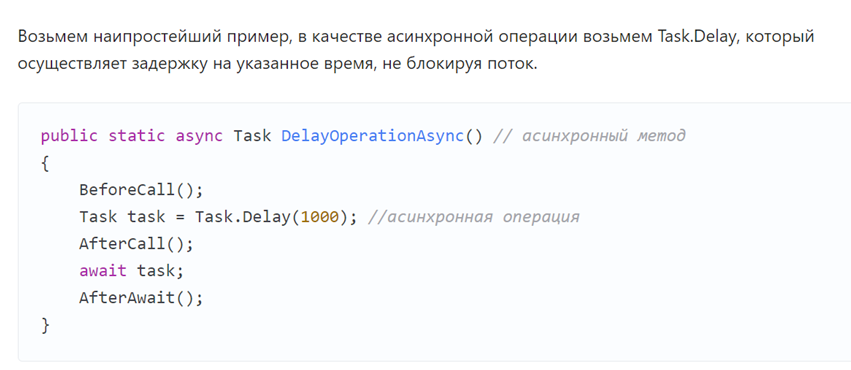 Возьмем наипростейший пример, в качестве асинхронной операции возьмем Task.Delay, который
осуществляет задержку на указанное время, не блокируя поток.
public static async Task DelayOperationAsync() // асинхронный метод
{
    BeforeCall();
    Task task = Task.Delay(1000); //асинхронная операция
    AfterCall();
    await task;
    AfterAwait();
}